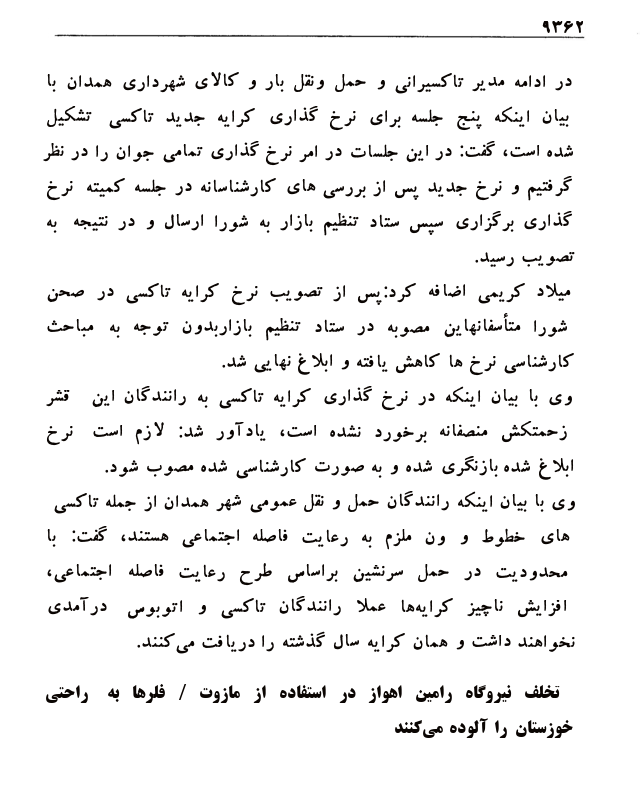 ۹۳۶۲
در ادامه مدیر تاکسیرانی و حمل ونقل بار و کالای شهرداری همدان با
بیان اینکه پنج جلسه برای نرخ گذاری کرایه جدید تاکسی تشکیل
شده است، گفت: در این جلسات در امر نرخ گذاری تمامی جوان را در نظر
گرفتیم و نرخ جدید پس از بررسی های کارشناسانه در جلسه کمیته نرخ
گذاری برگزاری سپس ستاد تنظیم بازار به شورا ارسال و در نتیجه به
تصویب رسید.
میلاد کریمی اضافه کرد:پس از تصویب نرخ کرایه تاکسی در صحن
شورا متأسفانهاین مصوبه در ستاد تنظیم بازاربدون توجه به مباحث
کارشناسی نرخ ها کاهش یافته و ابلاغ نهایی شد.
وی با بیان اینکه در نرخ گذاری کرایه تاکسی به رانندگان این قشر
زحمتکش منصفانه برخورد نشده است، یادآور شد: لازم است نرخ
ابلاغ شده بازنگری شده و به صورت کارشناسی شده مصوب شود.
وی با بیان اینکه رانندگان حمل و نقل عمومی شهر همدان از جمله تاکسی
های خطوط و ون ملزم به رعایت فاصله اجتماعی هستند، گفت: با
محدودیت در حمل سرنشین براساس طرح رعایت فاصله اجتماعی،
افزایش ناچیز کرایه‌ها عملا رانندگان تاکسی و اتوبوس درآمدی
نخواهند داشت و همان کرایه سال گذشته را دریافت می‌کنند.
تخلف نیروگاه رامین اهواز در استفاده از مازوت / فلرها به راحتی
خوزستان را آلوده می‌کنند